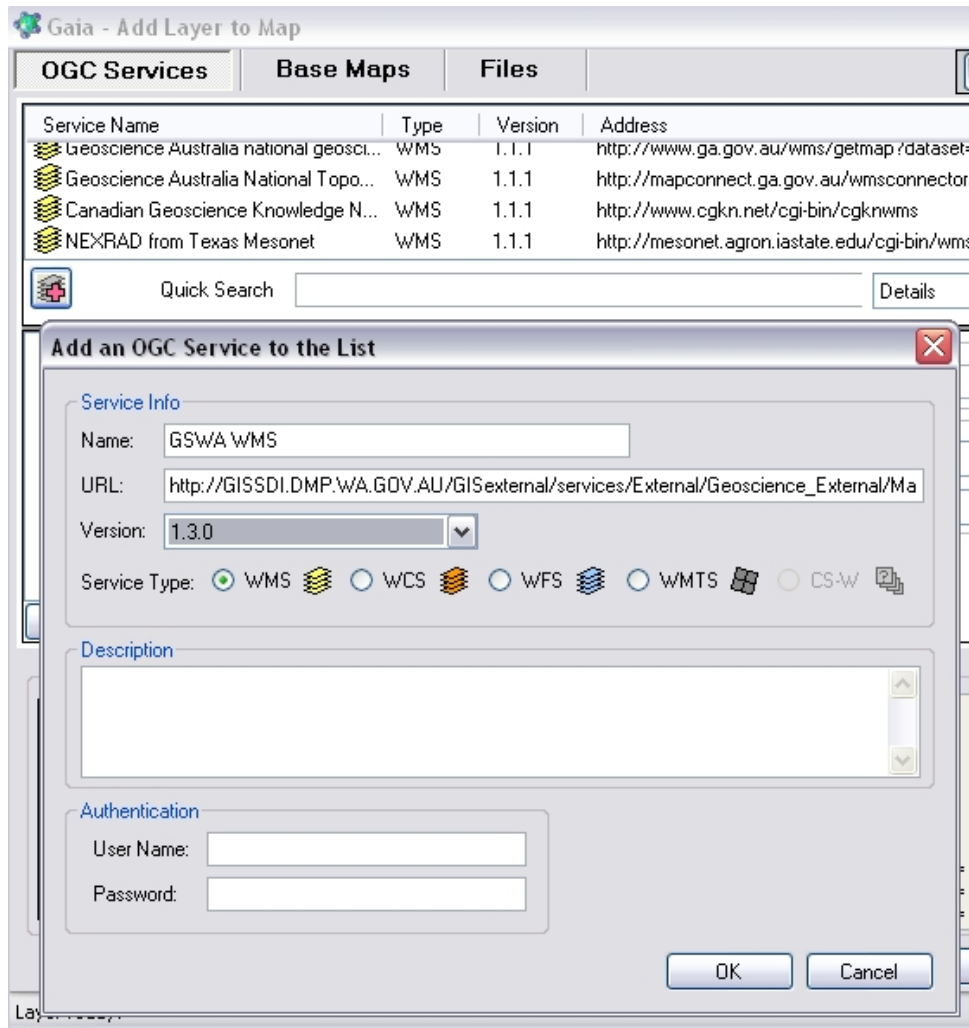 Gaia - Add Layer to Map
OGC Services Base Maps Files
Service Name Type Version Address
Geoscience Australia national geosci... WMS 1.1.1 http://www.ga.gov.au/wms/getmap?dataset=
Geoscience Australia National Topo... WMS 1.1.1 http://mapconnect.ga.gov.au/wmsconnector
Canadian Geoscience Knowledge N... WMS 1.1.1 http://www.cgkn.net/cgi-bin/cgknwms
NEXRAD from Texas Mesonet WMS 1.1.1 http://mesonet.agron.iastate.edu/cgi-bin/wms
Quick Search Details
Add an OGC Service to the List
Service Info
Name: GSWA WMS
URL: http://GISSDI.DMP.WA.GOV.AU/GISexternal/services/External/Geoscience_External/Ma
Version: 1.3.0
Service Type: WMS WCS WFS WMTS CS-W
Description
Authentication
User Name:
Password:
OK Cancel